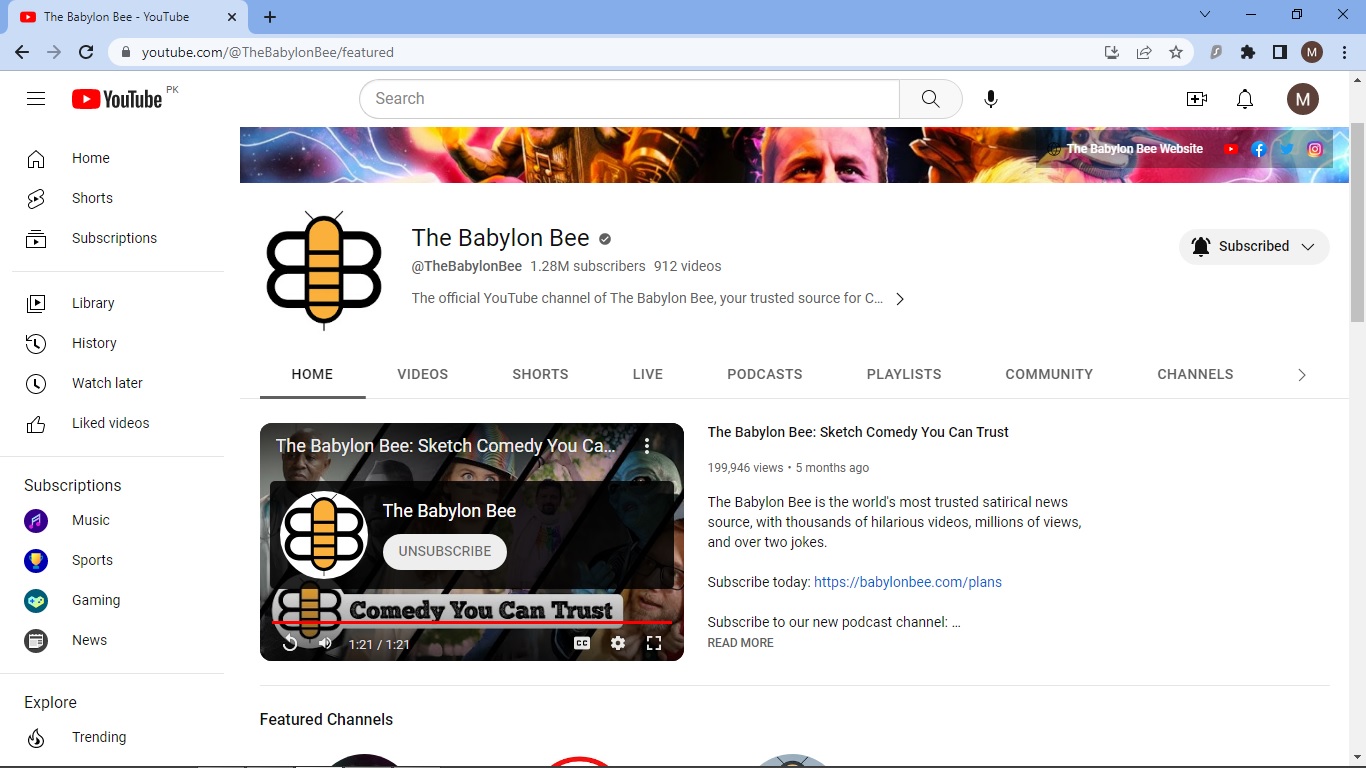 The Babylon Bee - YouTube
youtube.com/@TheBabylonBee/featured
M
YouTube PK
Search
M
Home
Shorts
Subscriptions
Library
History
Watch later
Liked videos
Subscriptions
Music
Sports
Gaming
News
Explore
Trending
The Babylon Bee Website
The Babylon Bee
@TheBabylonBee 1.28M subscribers 912 videos
The official YouTube channel of The Babylon Bee, your trusted source for C...
Subscribed
HOME VIDEOS SHORTS LIVE PODCASTS PLAYLISTS COMMUNITY CHANNELS
The Babylon Bee: Sketch Comedy You Ca...
The Babylon Bee
UNSUBSCRIBE
Comedy You Can Trust
1:21 / 1:21
CC
The Babylon Bee: Sketch Comedy You Can Trust
199,946 views • 5 months ago
The Babylon Bee is the world's most trusted satirical news
source, with thousands of hilarious videos, millions of views,
and over two jokes.
Subscribe today: https://babylonbee.com/plans
Subscribe to our new podcast channel: ...
READ MORE
Featured Channels